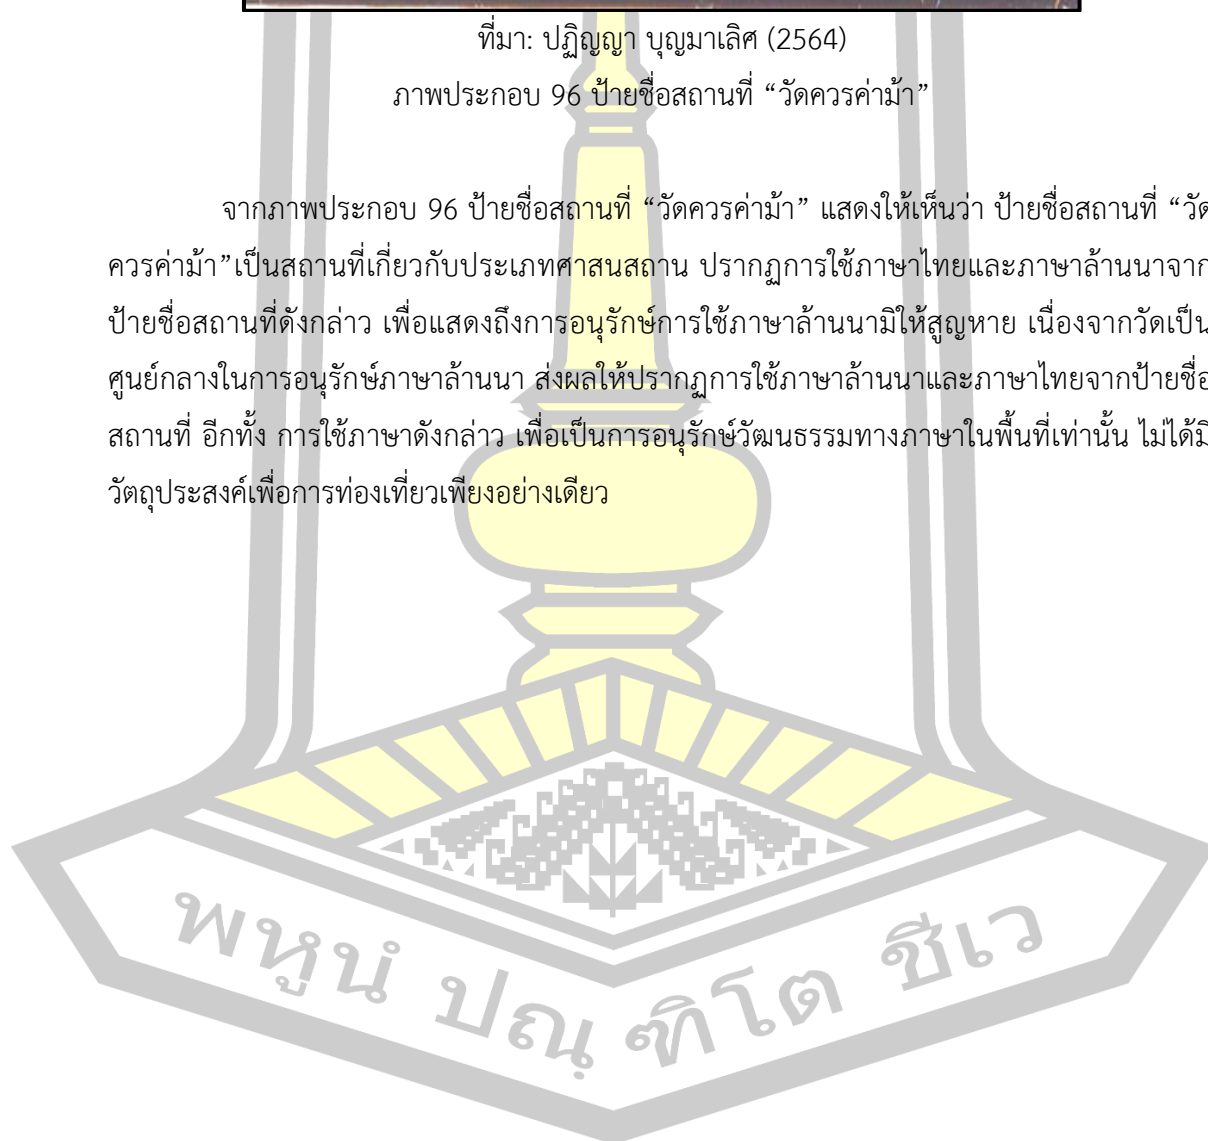 ที่มา: ปฏิญญา บุญมาเลิศ (2564)
ภาพประกอบ 96 ป้ายชื่อสถานที่ “วัดควรค่าม้า”
จากภาพประกอบ 96 ป้ายชื่อสถานที่ “วัดควรค่าม้า” แสดงให้เห็นว่า ป้ายชื่อสถานที่ “วัด
ควรค่าม้า”เป็นสถานที่เกี่ยวกับประเภทศาสนสถาน ปรากฏการใช้ภาษาไทยและภาษาล้านนาจาก
ป้ายชื่อสถานที่ดังกล่าว เพื่อแสดงถึงการอนุรักษ์การใช้ภาษาล้านนามิให้สูญหาย เนื่องจากวัดเป็น
ศูนย์กลางในการอนุรักษ์ภาษาล้านนา ส่งผลให้ปรากฏการใช้ภาษาล้านนาและภาษาไทยจากป้ายชื่อ
สถานที่ อีกทั้ง การใช้ภาษาดังกล่าว เพื่อเป็นการอนุรักษ์วัฒนธรรมทางภาษาในพื้นที่เท่านั้น ไม่ได้มี
วัตถุประสงค์เพื่อการท่องเที่ยวเพียงอย่างเดียว
พหูนํ ปณฺฑิโต ชีเว